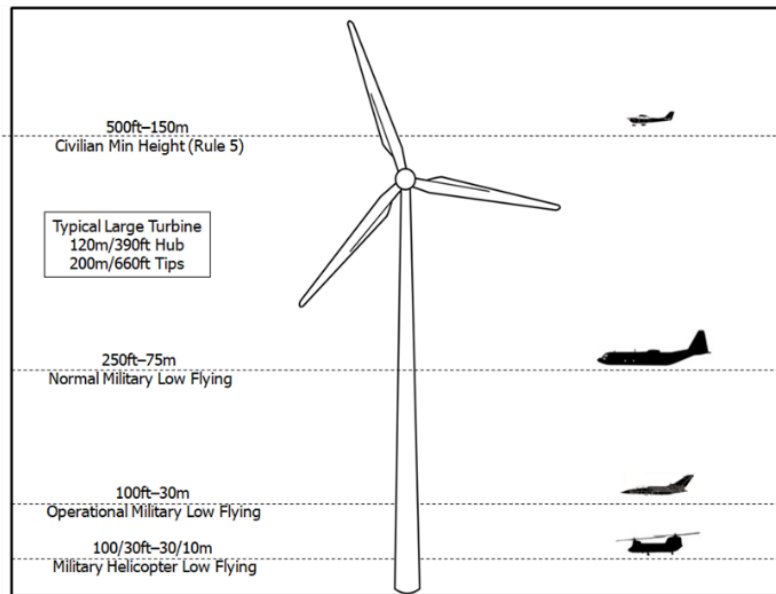 500ft–150m
Civilian Min Height (Rule 5)
Typical Large Turbine
120m/390ft Hub
200m/660ft Tips
250ft–75m
Normal Military Low Flying
100ft–30m
Operational Military Low Flying
100/30ft–30/10m
Military Helicopter Low Flying